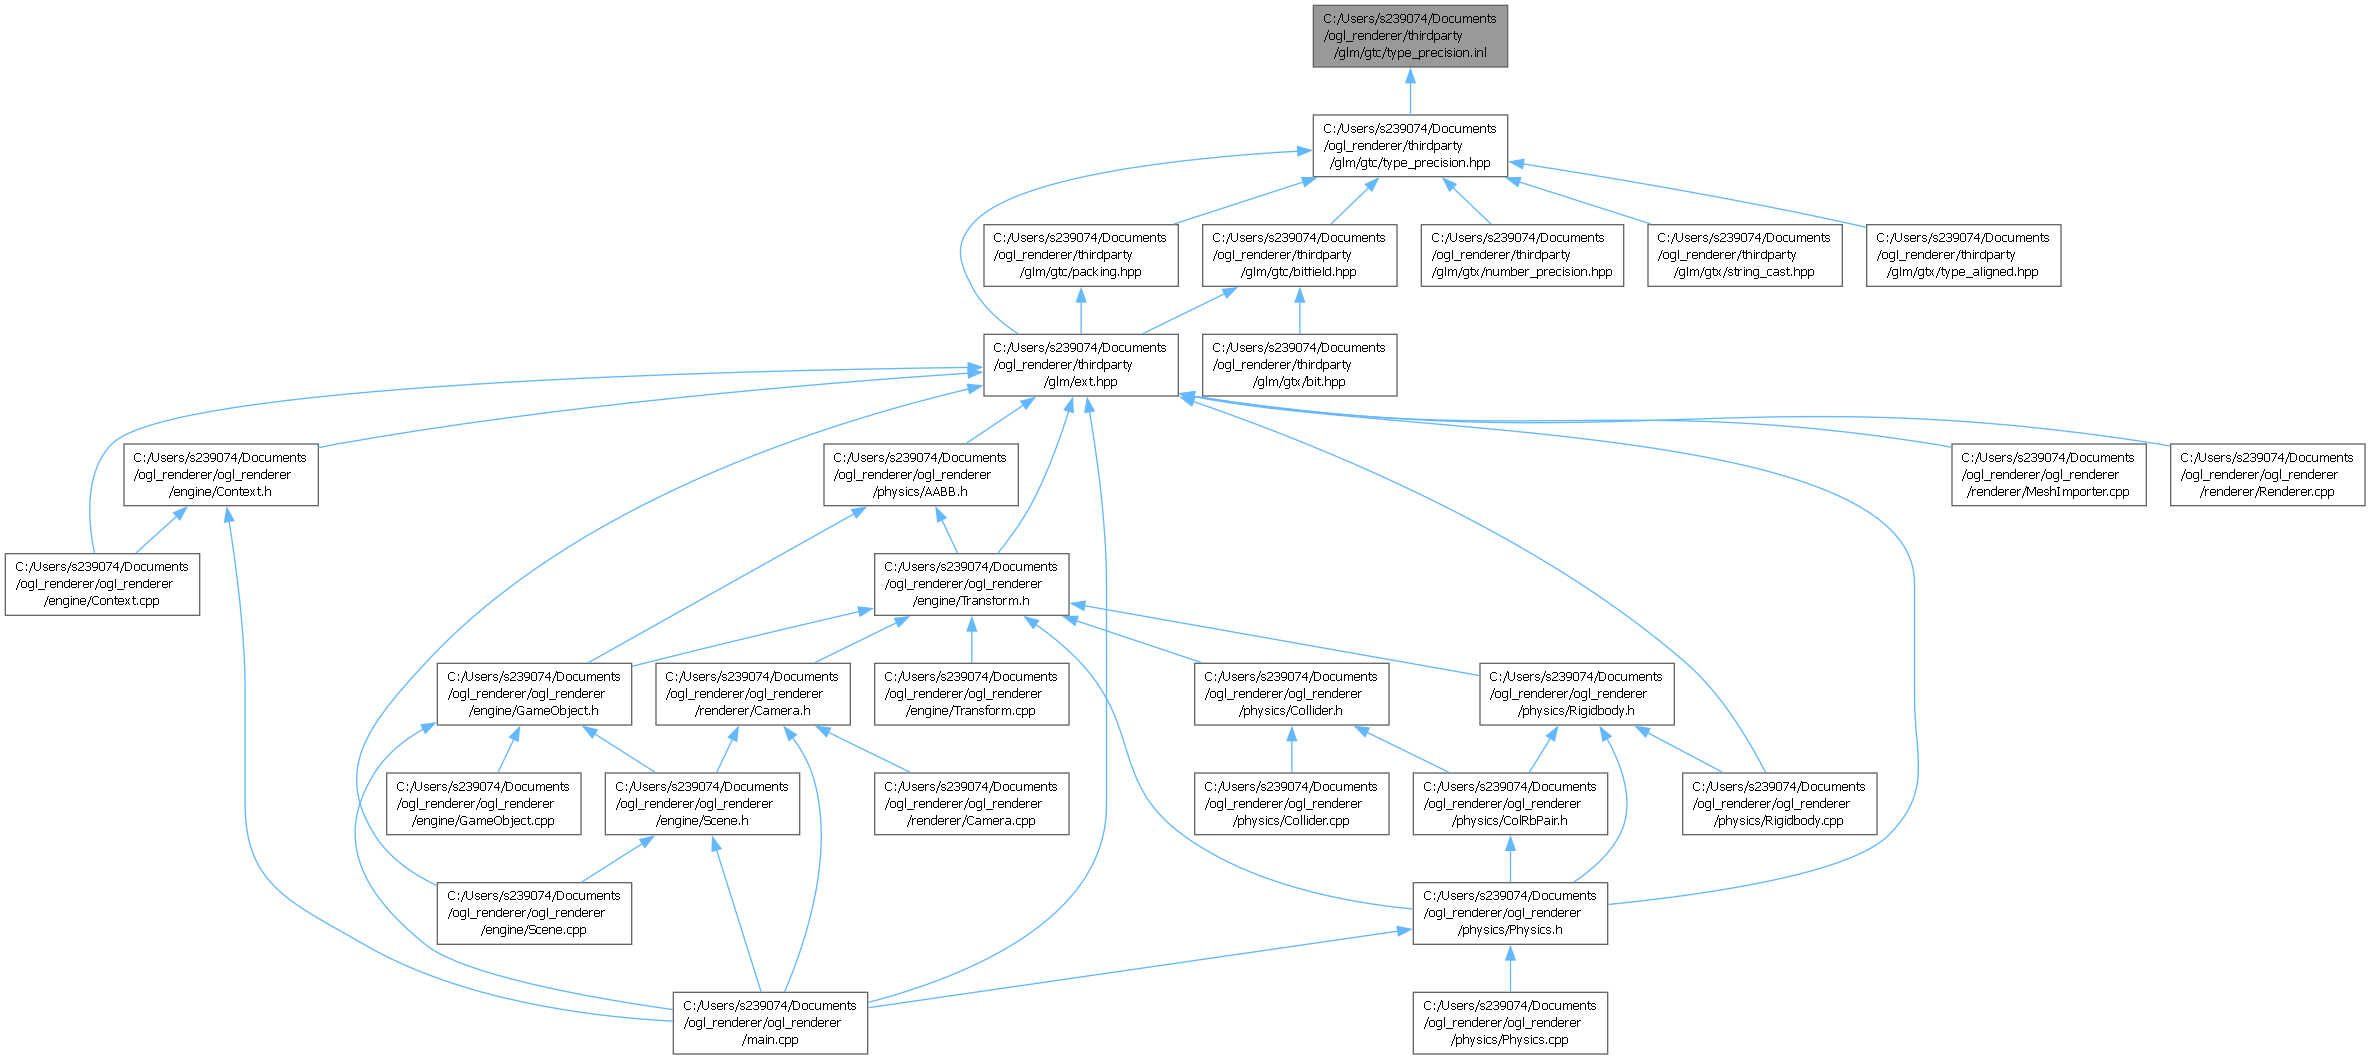 C:/Users/s239074/Documents
/ogl_renderer/thirdparty
/glm/gtc/type_precision.inl
C:/Users/s239074/Documents
/ogl_renderer/thirdparty
/glm/gtc/type_precision.hpp
C:/Users/s239074/Documents
/ogl_renderer/thirdparty
/glm/gtc/packing.hpp
C:/Users/s239074/Documents
/ogl_renderer/thirdparty
/glm/gtc/bitfield.hpp
C:/Users/s239074/Documents
/ogl_renderer/thirdparty
/glm/gtx/number_precision.hpp
C:/Users/s239074/Documents
/ogl_renderer/thirdparty
/glm/gtx/string_cast.hpp
C:/Users/s239074/Documents
/ogl_renderer/thirdparty
/glm/gtx/type_aligned.hpp
C:/Users/s239074/Documents
/ogl_renderer/thirdparty
/glm/ext.hpp
C:/Users/s239074/Documents
/ogl_renderer/thirdparty
/glm/gtx/bit.hpp
C:/Users/s239074/Documents
/ogl_renderer/ogl_renderer
/engine/Context.h
C:/Users/s239074/Documents
/ogl_renderer/ogl_renderer
/physics/AABB.h
C:/Users/s239074/Documents
/ogl_renderer/ogl_renderer
/renderer/MeshImporter.cpp
C:/Users/s239074/Documents
/ogl_renderer/ogl_renderer
/renderer/Renderer.cpp
C:/Users/s239074/Documents
/ogl_renderer/ogl_renderer
/engine/Context.cpp
C:/Users/s239074/Documents
/ogl_renderer/ogl_renderer
/engine/Transform.h
C:/Users/s239074/Documents
/ogl_renderer/ogl_renderer
/engine/GameObject.h
C:/Users/s239074/Documents
/ogl_renderer/ogl_renderer
/renderer/Camera.h
C:/Users/s239074/Documents
/ogl_renderer/ogl_renderer
/engine/Transform.cpp
C:/Users/s239074/Documents
/ogl_renderer/ogl_renderer
/physics/Collider.h
C:/Users/s239074/Documents
/ogl_renderer/ogl_renderer
/physics/Rigidbody.h
C:/Users/s239074/Documents
/ogl_renderer/ogl_renderer
/engine/GameObject.cpp
C:/Users/s239074/Documents
/ogl_renderer/ogl_renderer
/engine/Scene.h
C:/Users/s239074/Documents
/ogl_renderer/ogl_renderer
/renderer/Camera.cpp
C:/Users/s239074/Documents
/ogl_renderer/ogl_renderer
/physics/Collider.cpp
C:/Users/s239074/Documents
/ogl_renderer/ogl_renderer
/physics/ColRbPair.h
C:/Users/s239074/Documents
/ogl_renderer/ogl_renderer
/physics/Rigidbody.cpp
C:/Users/s239074/Documents
/ogl_renderer/ogl_renderer
/engine/Scene.cpp
C:/Users/s239074/Documents
/ogl_renderer/ogl_renderer
/physics/Physics.h
C:/Users/s239074/Documents
/ogl_renderer/ogl_renderer
/main.cpp
C:/Users/s239074/Documents
/ogl_renderer/ogl_renderer
/physics/Physics.cpp